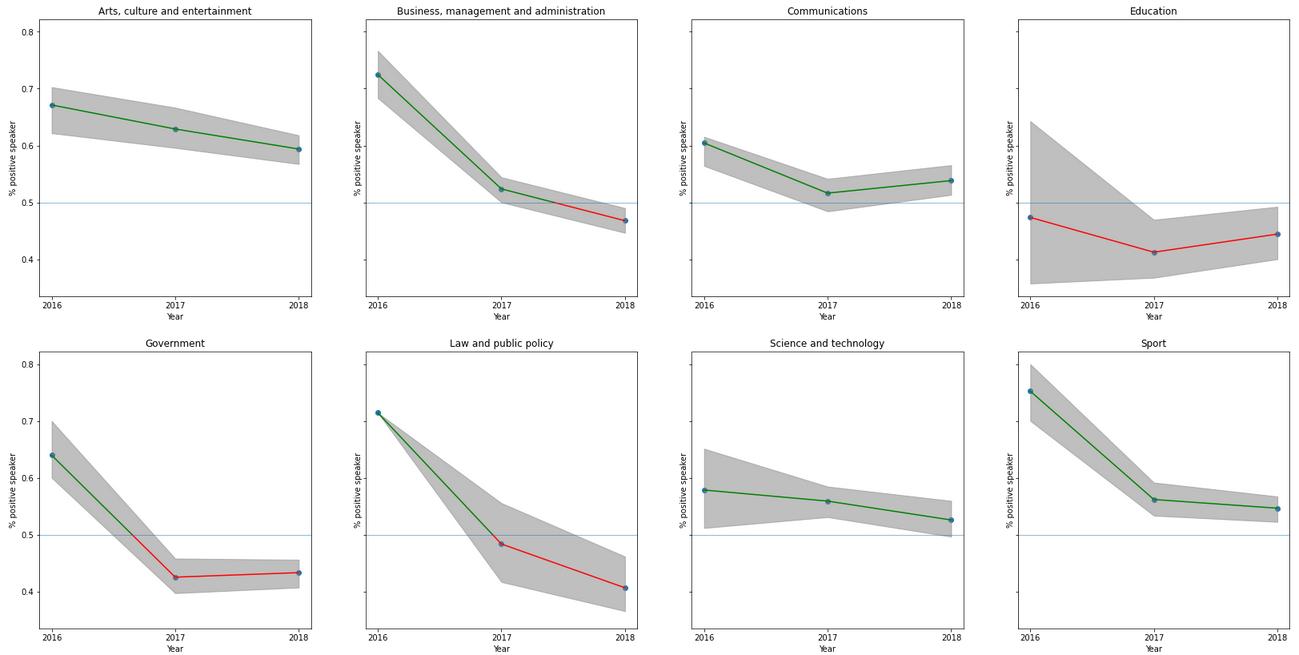 Arts, culture and entertainment
% positive speaker
0.8
0.7
0.6
0.5
0.4
2016 2017 2018
Year
Business, management and administration
% positive speaker
2016 2017 2018
Year
Communications
% positive speaker
2016 2017 2018
Year
Education
% positive speaker
2016 2017 2018
Year
Government
% positive speaker
0.8
0.7
0.6
0.5
0.4
2016 2017 2018
Year
Law and public policy
% positive speaker
2016 2017 2018
Year
Science and technology
% positive speaker
2016 2017 2018
Year
Sport
% positive speaker
2016 2017 2018
Year